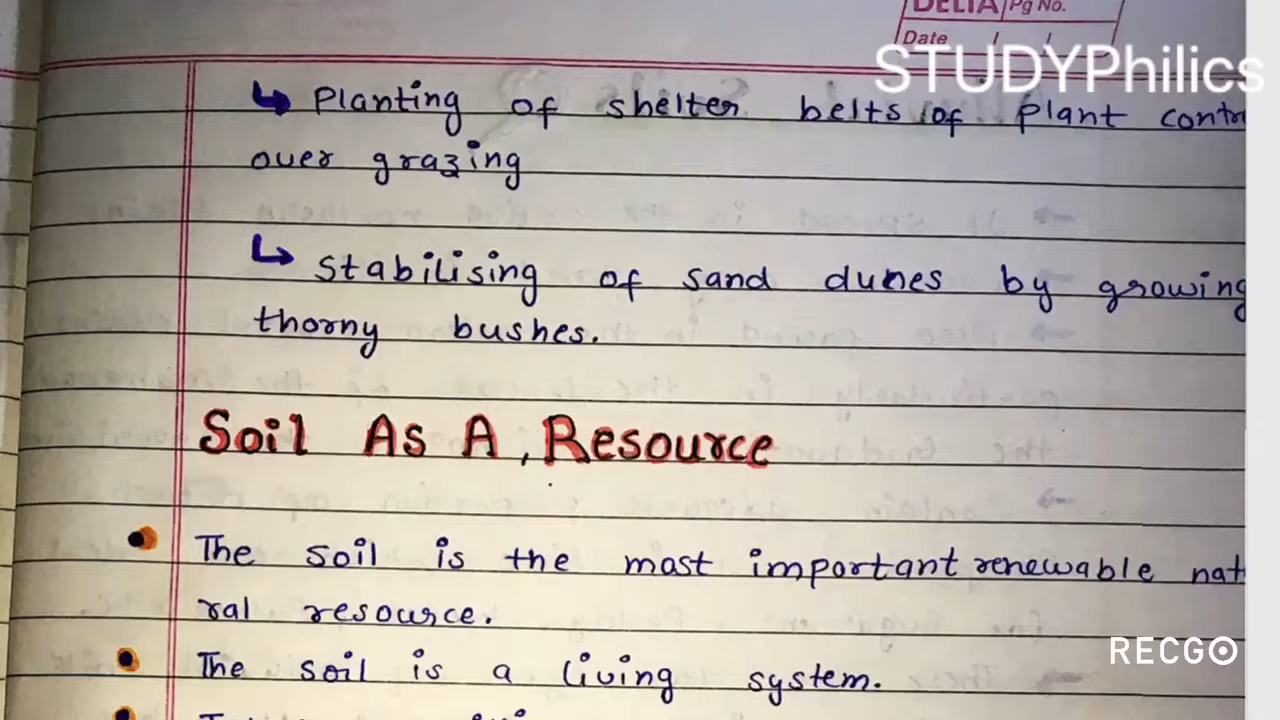 DELTA Pg No.
Date / /
STUDYPhilics
↳ Planting of shelter belts of plant contr
over grazing
↳ Stabilising of sand dunes by growing
thorny bushes.
Soil As A, Resource
• The soil is the most important renewable nat
ral resource.
• The soil is a living system.
RECGO